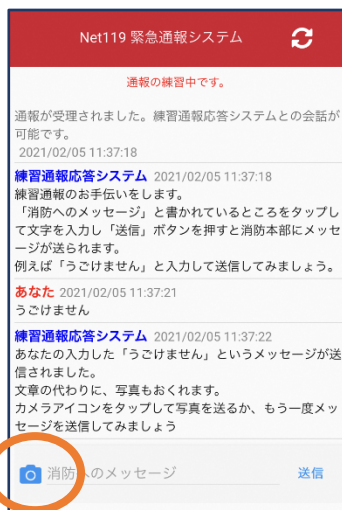 Net119 緊急通報システム
通報の練習中です。
通報が受理されました。練習通報応答システムとの会話が
可能です。
2021/02/05 11:37:18
練習通報応答システム 2021/02/05 11:37:18
練習通報のお手伝いをします。
「消防へのメッセージ」と書かれているところをタップし
て文字を入力し「送信」ボタンを押すと消防本部にメッセ
ージが送られます。
例えば「うごけません」と入力して送信してみましょう。
あなた 2021/02/05 11:37:21
うごけません
練習通報応答システム 2021/02/05 11:37:22
あなたの入力した「うごけません」というメッセージが送
信されました。
文章の代わりに、写真もおくれます。
カメラアイコンをタップして写真を送るか、もう一度メッ
セージを送信してみましょう
消防へのメッセージ 送信